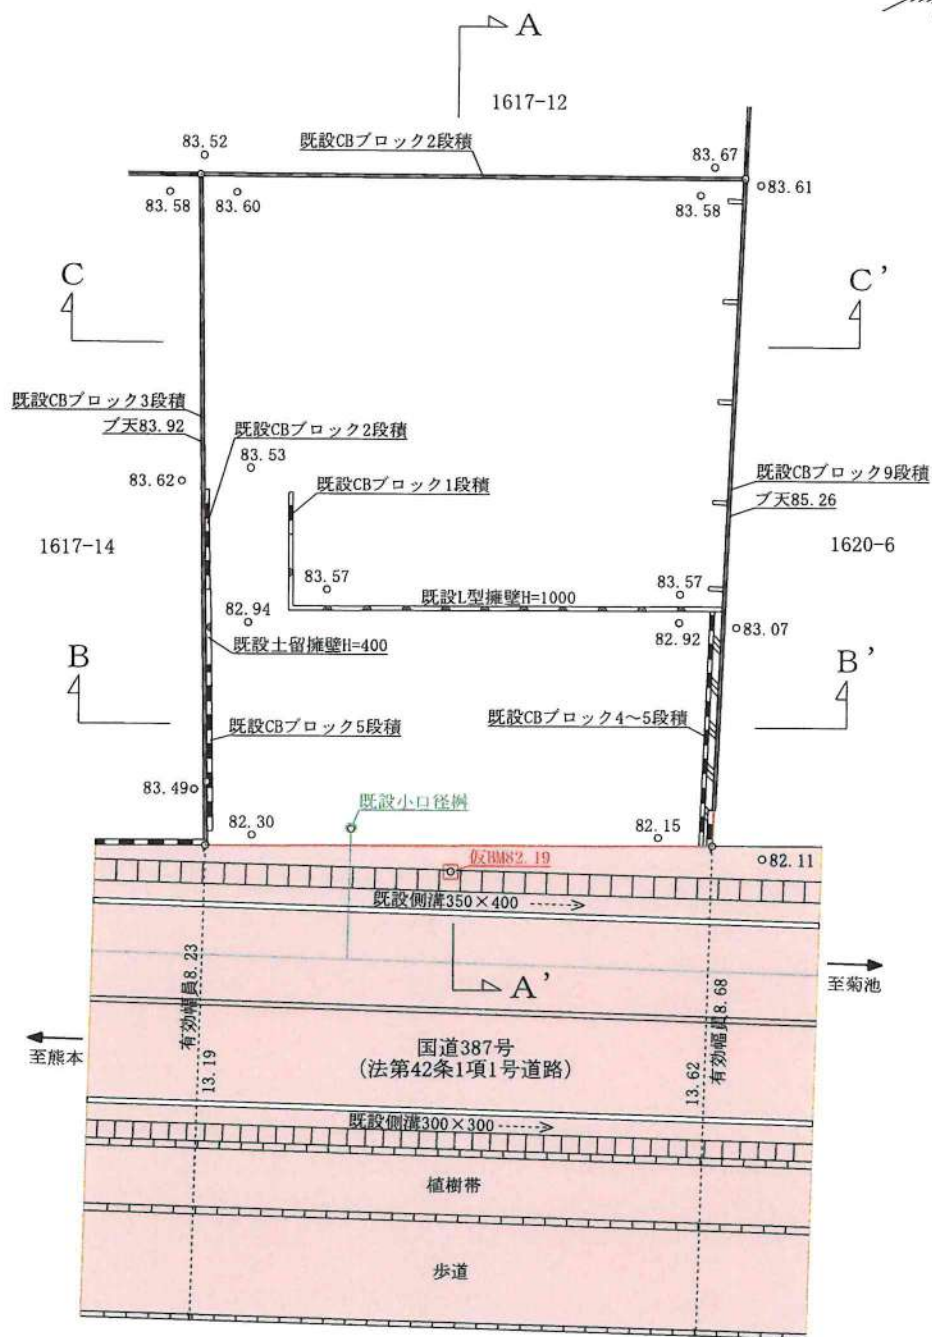 A
1617-12
83.52
既設CBブロック2段積
83.67
83.58
83.60
83.58
83.61
C
C'
既設CBブロック3段積
ブ天83.92
既設CBブロック2段積
83.53
83.62
既設CBブロック1段積
既設CBブロック9段積
ブ天85.26
1617-14
1620-6
83.57
83.57
既設L型擁壁H=1000
82.94
82.92
83.07
既設土留擁壁H=400
B
B'
既設CBブロック5段積
既設CBブロック4～5段積
83.49
既設小口径桝
82.30
82.15
仮BM82.19
82.11
既設側溝350×400
有効幅員8.23
A'
有効幅員8.68
至菊池
至熊本
国道387号
(法第42条1項1号道路)
13.19
13.62
既設側溝300×300
植樹帯
歩道